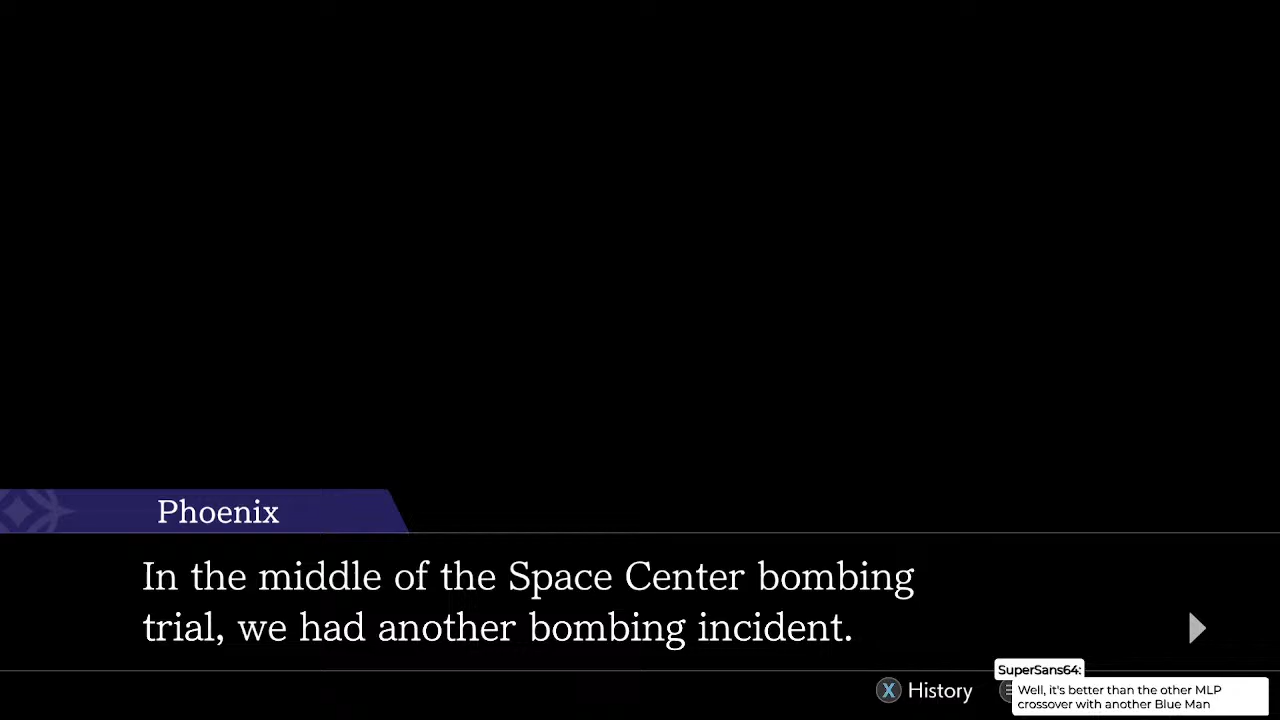 Phoenix
In the middle of the Space Center bombing
trial, we had another bombing incident.
SuperSans64:
X History
Well, it's better than the other MLP
crossover with another Blue Man